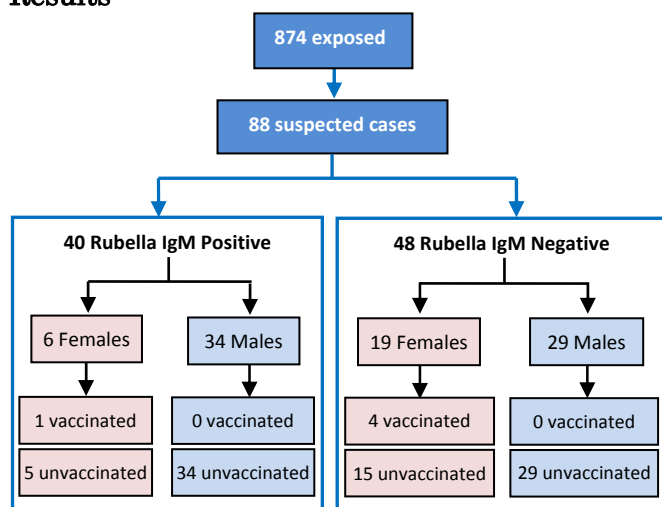 Results
874 exposed
88 suspected cases
40 Rubella IgM Positive
48 Rubella IgM Negative
6 Females
34 Males
19 Females
29 Males
1 vaccinated
0 vaccinated
4 vaccinated
0 vaccinated
5 unvaccinated
34 unvaccinated
15 unvaccinated
29 unvaccinated